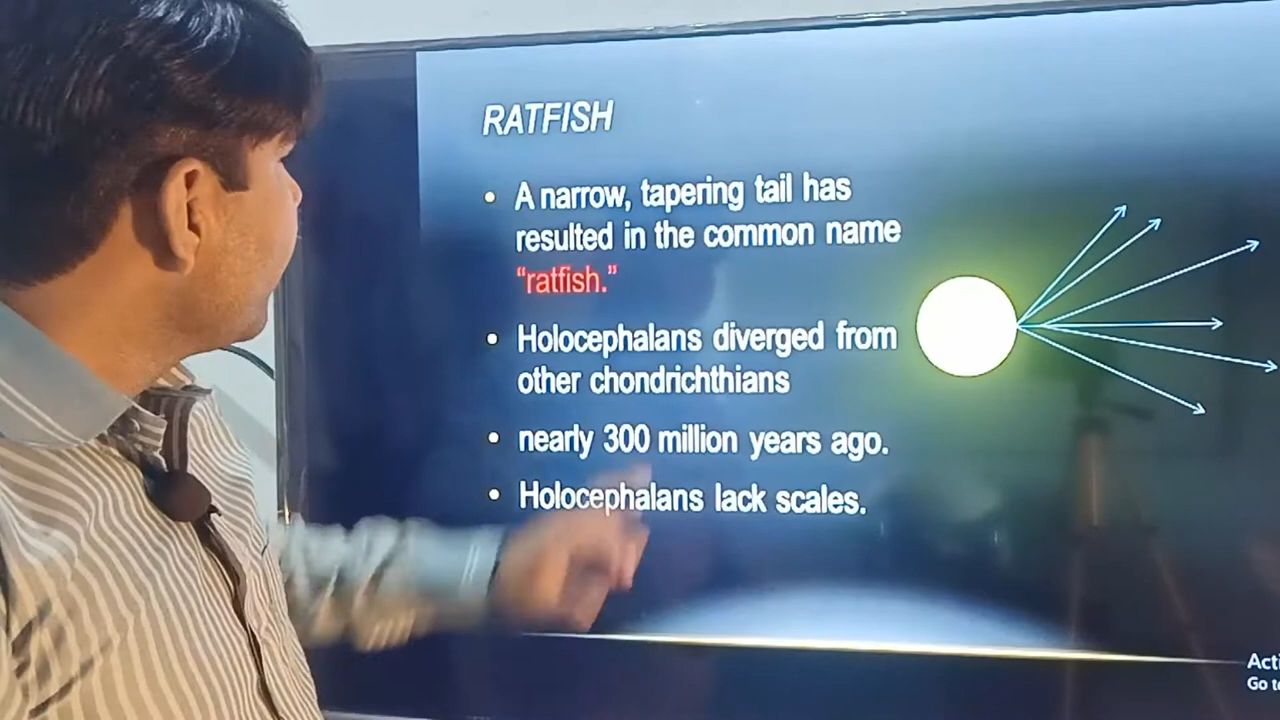 RATFISH
• A narrow, tapering tail has
resulted in the common name
“ratfish.”
• Holocephalans diverged from
other chondrichthians
• nearly 300 million years ago.
• Holocephalans lack scales.
Acti
Go to